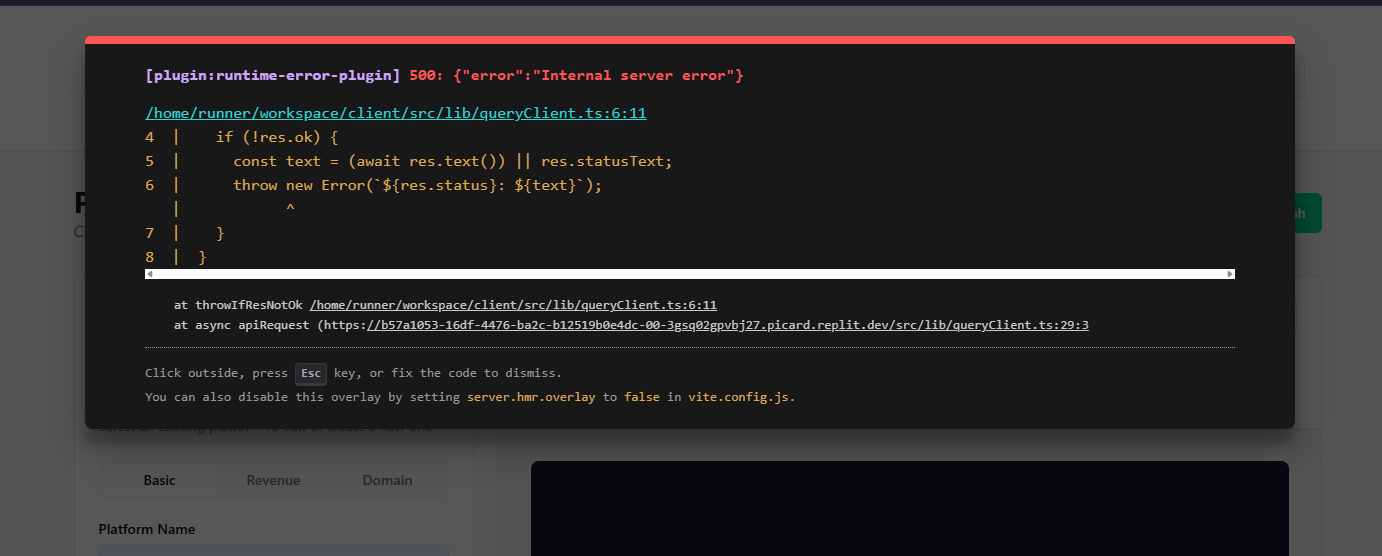 [plugin:runtime-error-plugin] 500: {"error":"Internal server error"}
/home/runner/workspace/client/src/lib/queryClient.ts:6:11
4  |    if (!res.ok) {
5  |      const text = (await res.text()) || res.statusText;
6  |      throw new Error(`${res.status}: ${text}`);
   |            ^
7  |    }
8  |  }
at throwIfResNotOk /home/runner/workspace/client/src/lib/queryClient.ts:6:11
at async apiRequest (https://b57a1053-16df-4476-ba2c-b12519b0e4dc-00-3gsq02gpvbj27.picard.replit.dev/src/lib/queryClient.ts:29:3
Click outside, press Esc key, or fix the code to dismiss.
You can also disable this overlay by setting server.hmr.overlay to false in vite.config.js.
Basic Revenue Domain
Platform Name